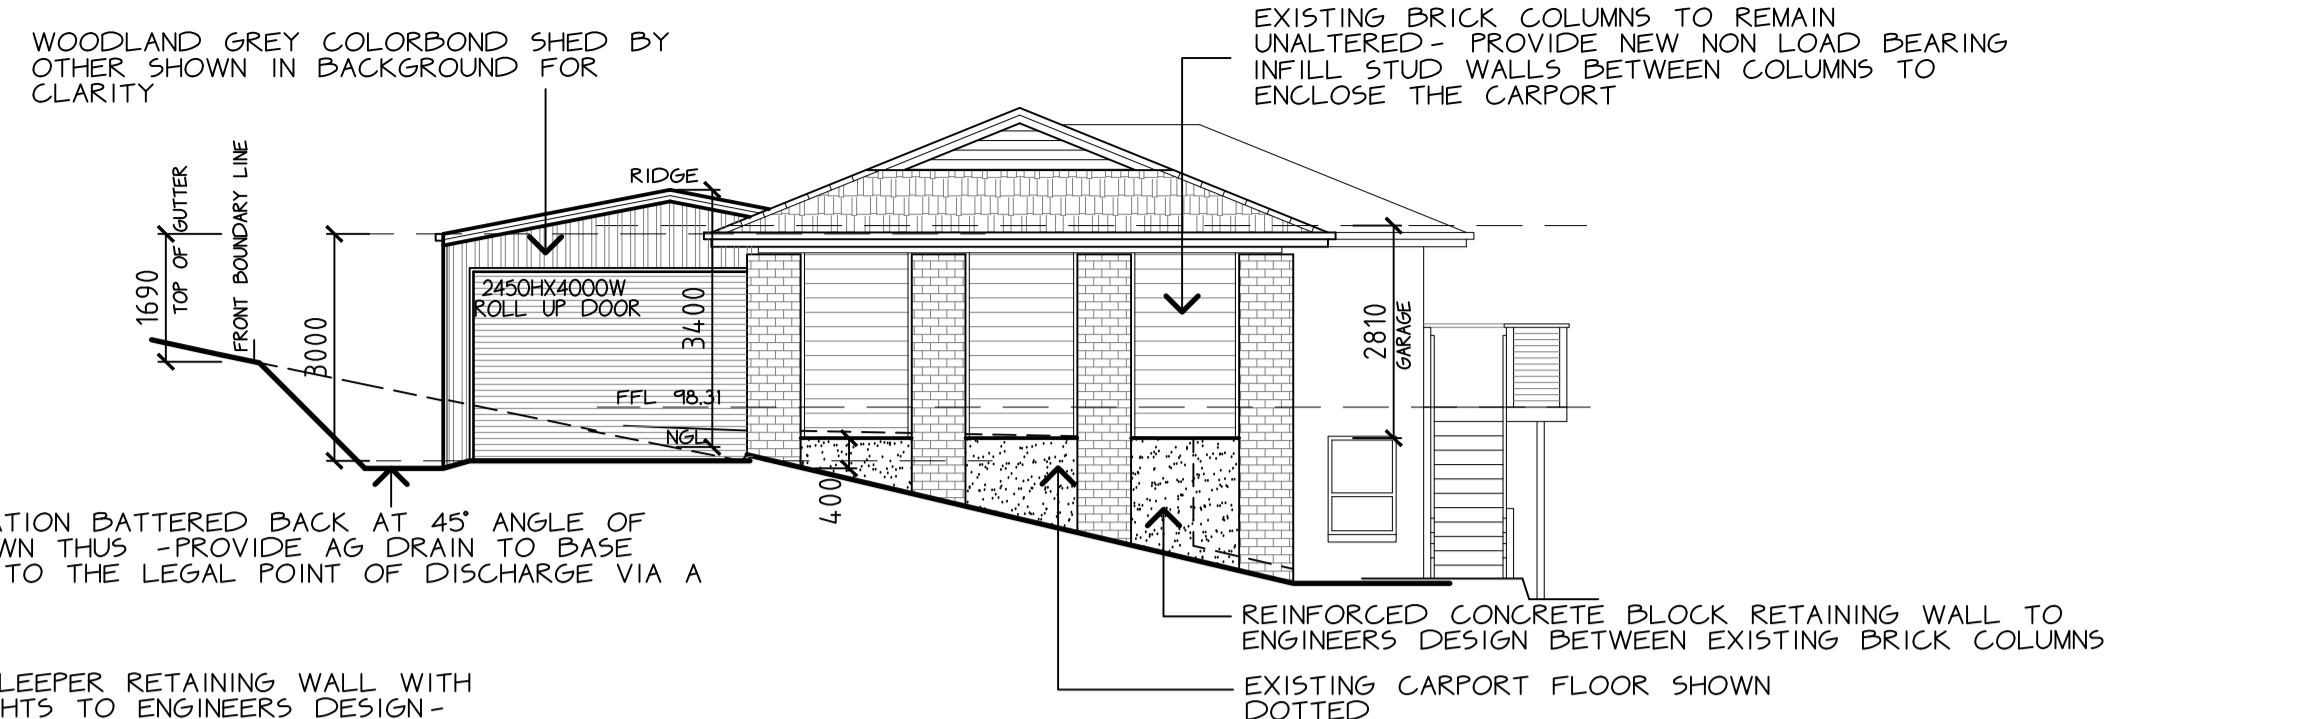 WOODLAND GREY COLORBOND SHED BY
OTHER SHOWN IN BACKGROUND FOR
CLARITY
EXISTING BRICK COLUMNS TO REMAIN
UNALTERED- PROVIDE NEW NON LOAD BEARING
INFILL STUD WALLS BETWEEN COLUMNS TO
ENCLOSE THE CARPORT
RIDGE
1690
TOP OF GUTTER
FRONT BOUNDARY LINE
3000
2450HX4000W
ROLL UP DOOR
3400
2810
GARAGE
FFL 98.31
NGL
400
ATION BATTERED BACK AT 45° ANGLE OF
WN THUS -PROVIDE AG DRAIN TO BASE
TO THE LEGAL POINT OF DISCHARGE VIA A
REINFORCED CONCRETE BLOCK RETAINING WALL TO
ENGINEERS DESIGN BETWEEN EXISTING BRICK COLUMNS
LEEPER RETAINING WALL WITH
HTS TO ENGINEERS DESIGN-
EXISTING CARPORT FLOOR SHOWN
DOTTED